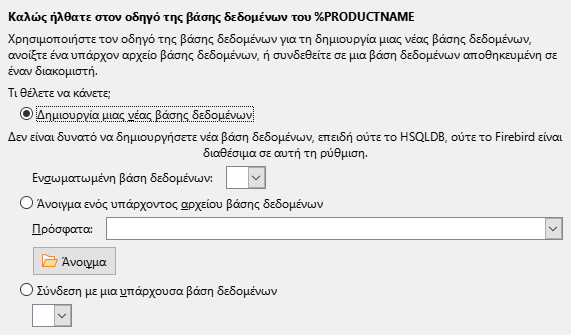 Καλώς ήλθατε στον οδηγό της βάσης δεδομένων του %PRODUCTNAME
Χρησιμοποιήστε τον οδηγό της βάσης δεδομένων για τη δημιουργία μιας νέας βάσης δεδομένων,
ανοίξτε ένα υπάρχον αρχείο βάσης δεδομένων, ή συνδεθείτε σε μια βάση δεδομένων αποθηκευμένη σε
έναν διακομιστή.
Τι θέλετε να κάνετε;
Δημιουργία μιας νέας βάσης δεδομένων
Δεν είναι δυνατό να δημιουργήσετε νέα βάση δεδομένων, επειδή ούτε το HSQLDB, ούτε το Firebird είναι
διαθέσιμα σε αυτή τη ρύθμιση.
Ενσωματωμένη βάση δεδομένων:
Άνοιγμα ενός υπάρχοντος αρχείου βάσης δεδομένων
Πρόσφατα:
Άνοιγμα
Σύνδεση με μια υπάρχουσα βάση δεδομένων